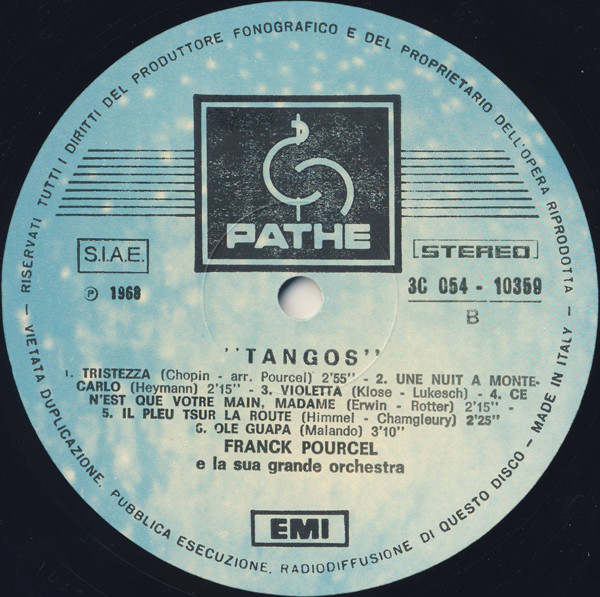 RISERVATI TUTTI I DIRITTI DEL PRODUTTORE FONOGRAFICO E DEL PROPRIETARIO DELL'OPERA RIPRODOTTA
PATHE
S.I.A.E.
STEREO
℗ 1968
3C 054 - 10359
B
"TANGOS"
1. TRISTEZZA (Chopin - arr. Pourcel) 2'55" - 2. UNE NUIT A MONTE-
CARLO (Heymann) 2'15" - 3. VIOLETTA (Klose - Lukesch) - 4. CE
N'EST QUE VOTRE MAIN, MADAME (Erwin - Rotter) 2'15" -
5. IL PLEU TSUR LA ROUTE (Himmel - Chamgleury) 2'25"
6. OLE GUAPA (Malando) 3'10"
FRANCK POURCEL
e la sua grande orchestra
EMI
VIETATA DUPLICAZIONE, PUBBLICA ESECUZIONE, RADIODIFFUSIONE DI QUESTO DISCO - MADE IN ITALY -